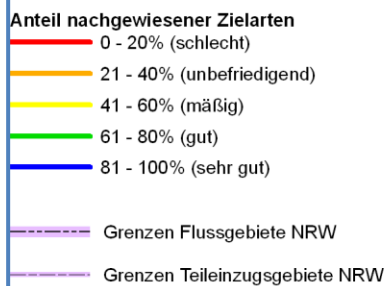 Anteil nachgewiesener Zielarten
0 - 20% (schlecht)
21 - 40% (unbefriedigend)
41 - 60% (mäßig)
61 - 80% (gut)
81 - 100% (sehr gut)
Grenzen Flussgebiete NRW
Grenzen Teileinzugsgebiete NRW